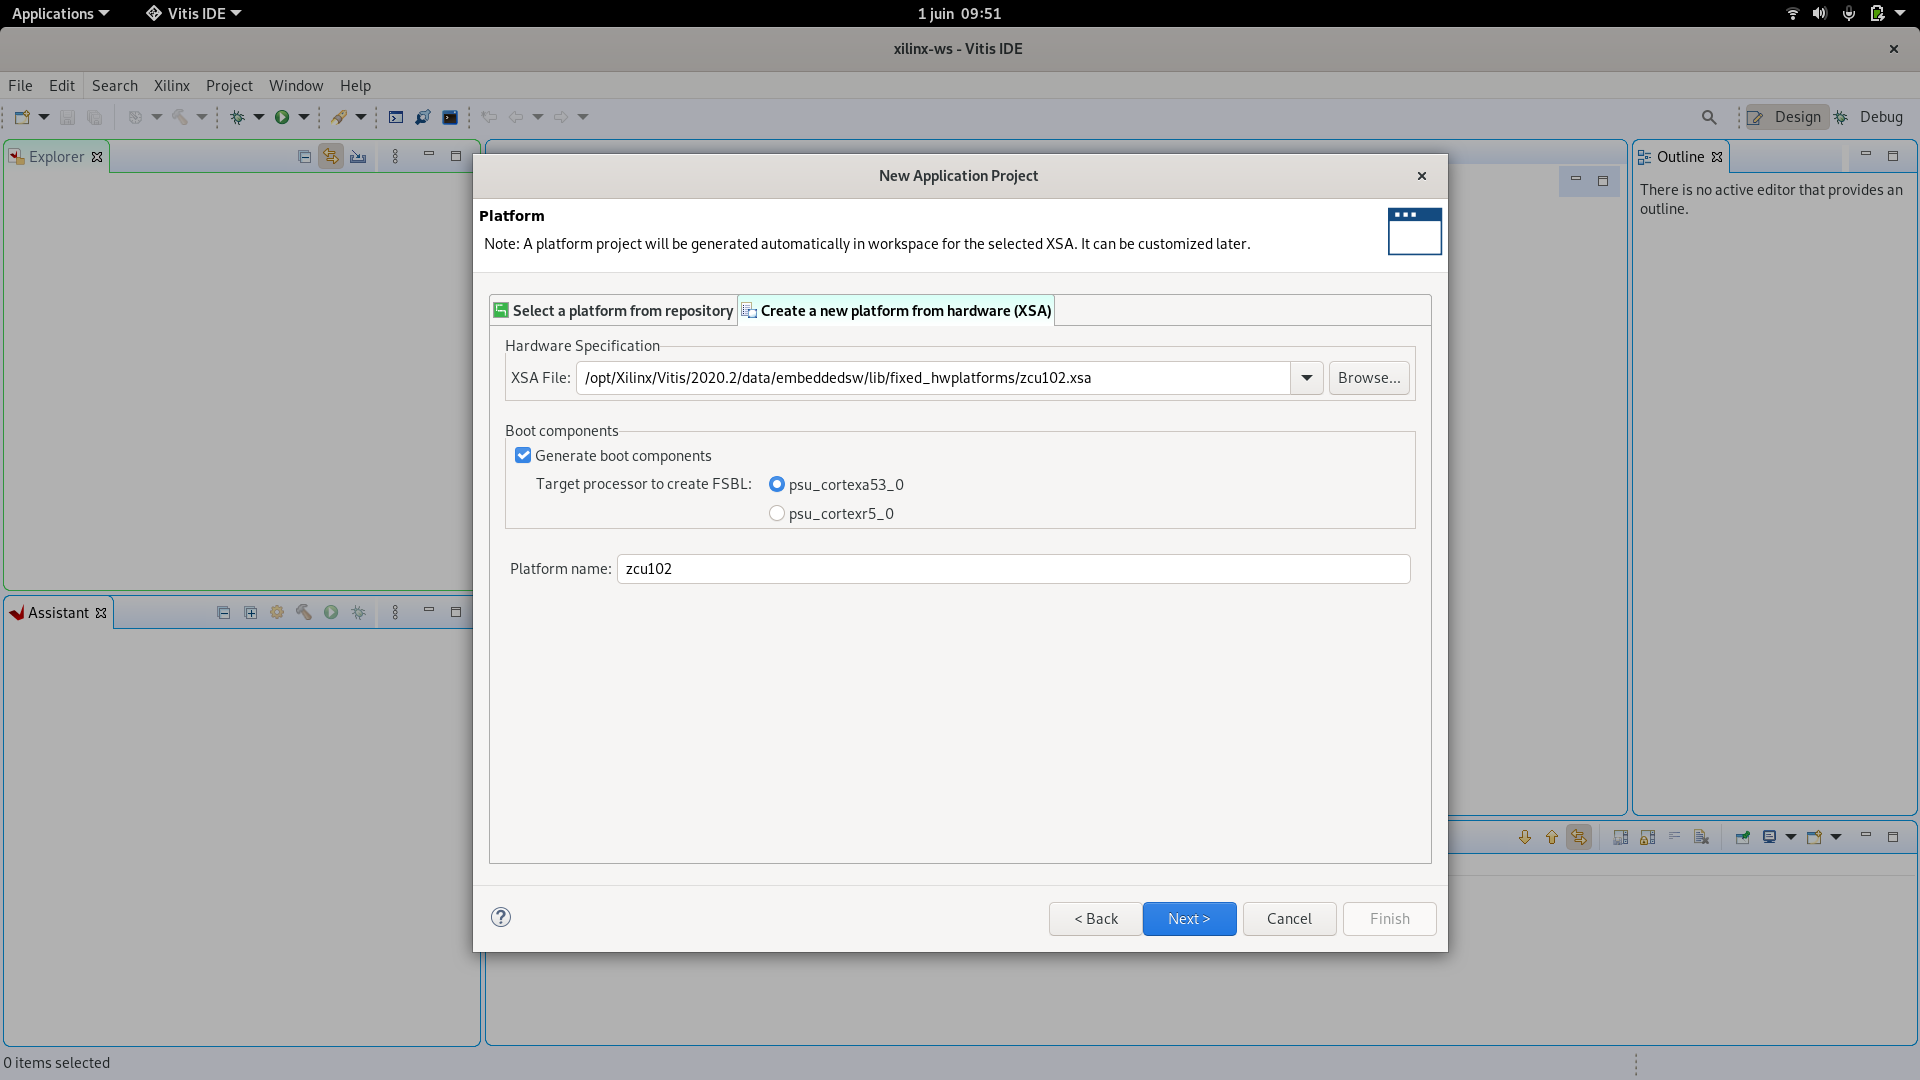 Applications
Vitis IDE
1 juin 09:51
xilinx-ws - Vitis IDE
File Edit Search Xilinx Project Window Help
Design Debug
Explorer
Outline
There is no active editor that provides an
outline.
New Application Project
Platform
Note: A platform project will be generated automatically in workspace for the selected XSA. It can be customized later.
Select a platform from repository
Create a new platform from hardware (XSA)
Hardware Specification
XSA File: /opt/Xilinx/Vitis/2020.2/data/embeddedsw/lib/fixed_hwplatforms/zcu102.xsa Browse...
Boot components
Generate boot components
Target processor to create FSBL: psu_cortexa53_0
psu_cortexr5_0
Platform name: zcu102
Assistant
< Back Next > Cancel Finish
0 items selected